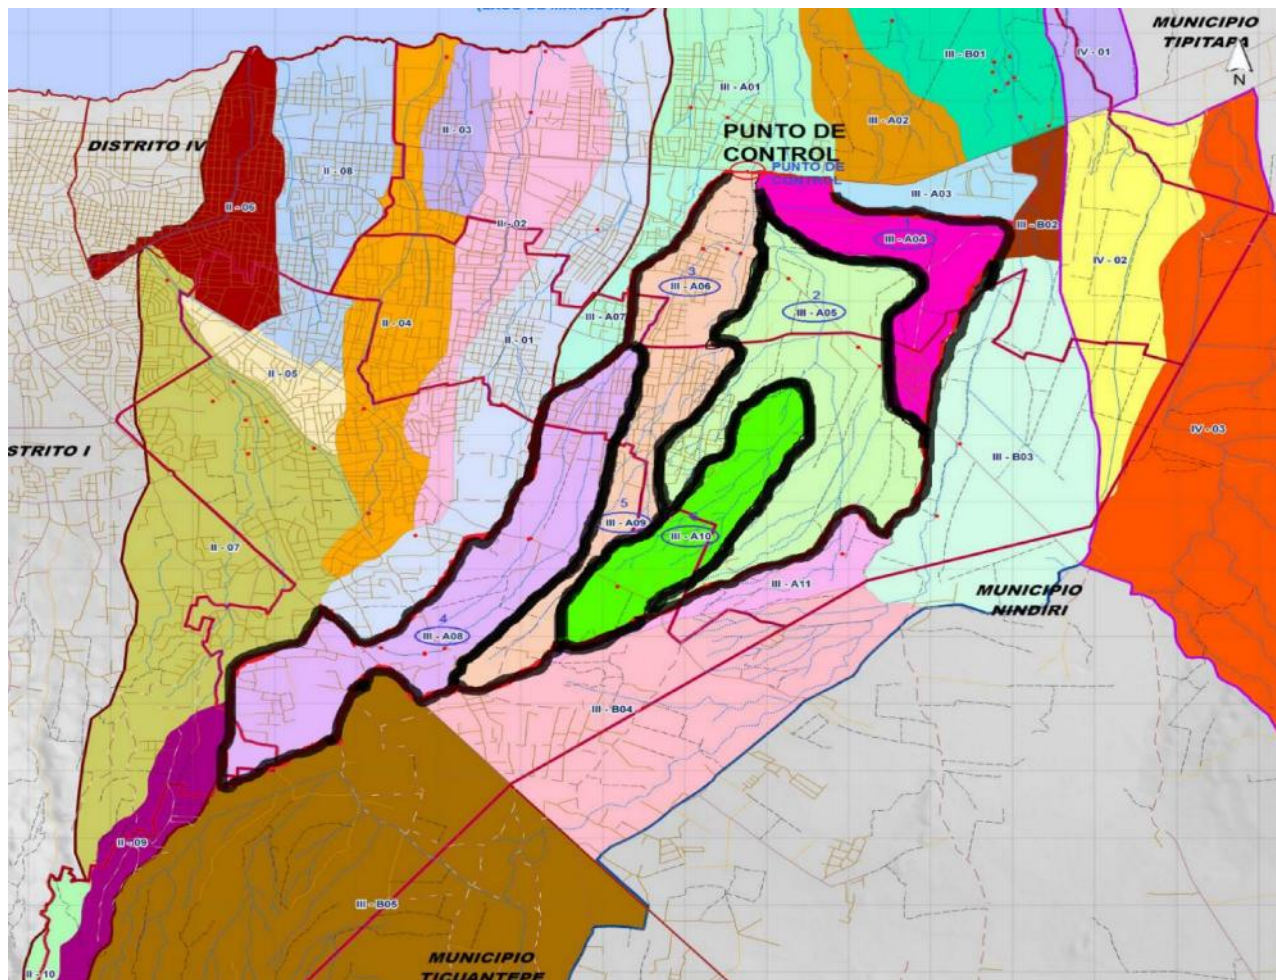 (LAGO DE MANAGUA)
MUNICIPIO
TIPITAPA
N
IV - 01
III - B01
III - A01
III - A02
II - 03
DISTRITO IV
II - 08
PUNTO DE
CONTROL
PUNTO DE
CONTROL
III - A03
II - 06
II - 02
1
III - A04
III - B02
IV - 02
3
III - A06
2
III - A05
III - A07
II - 04
II - 01
II - 05
STRITO I
IV - 03
III - B03
5
III - A09
III - A10
II - 07
III - A11
MUNICIPIO
NINDIRI
4
III - A08
III - B04
II - 09
III - B05
MUNICIPIO
TICUANTEPE
II - 10